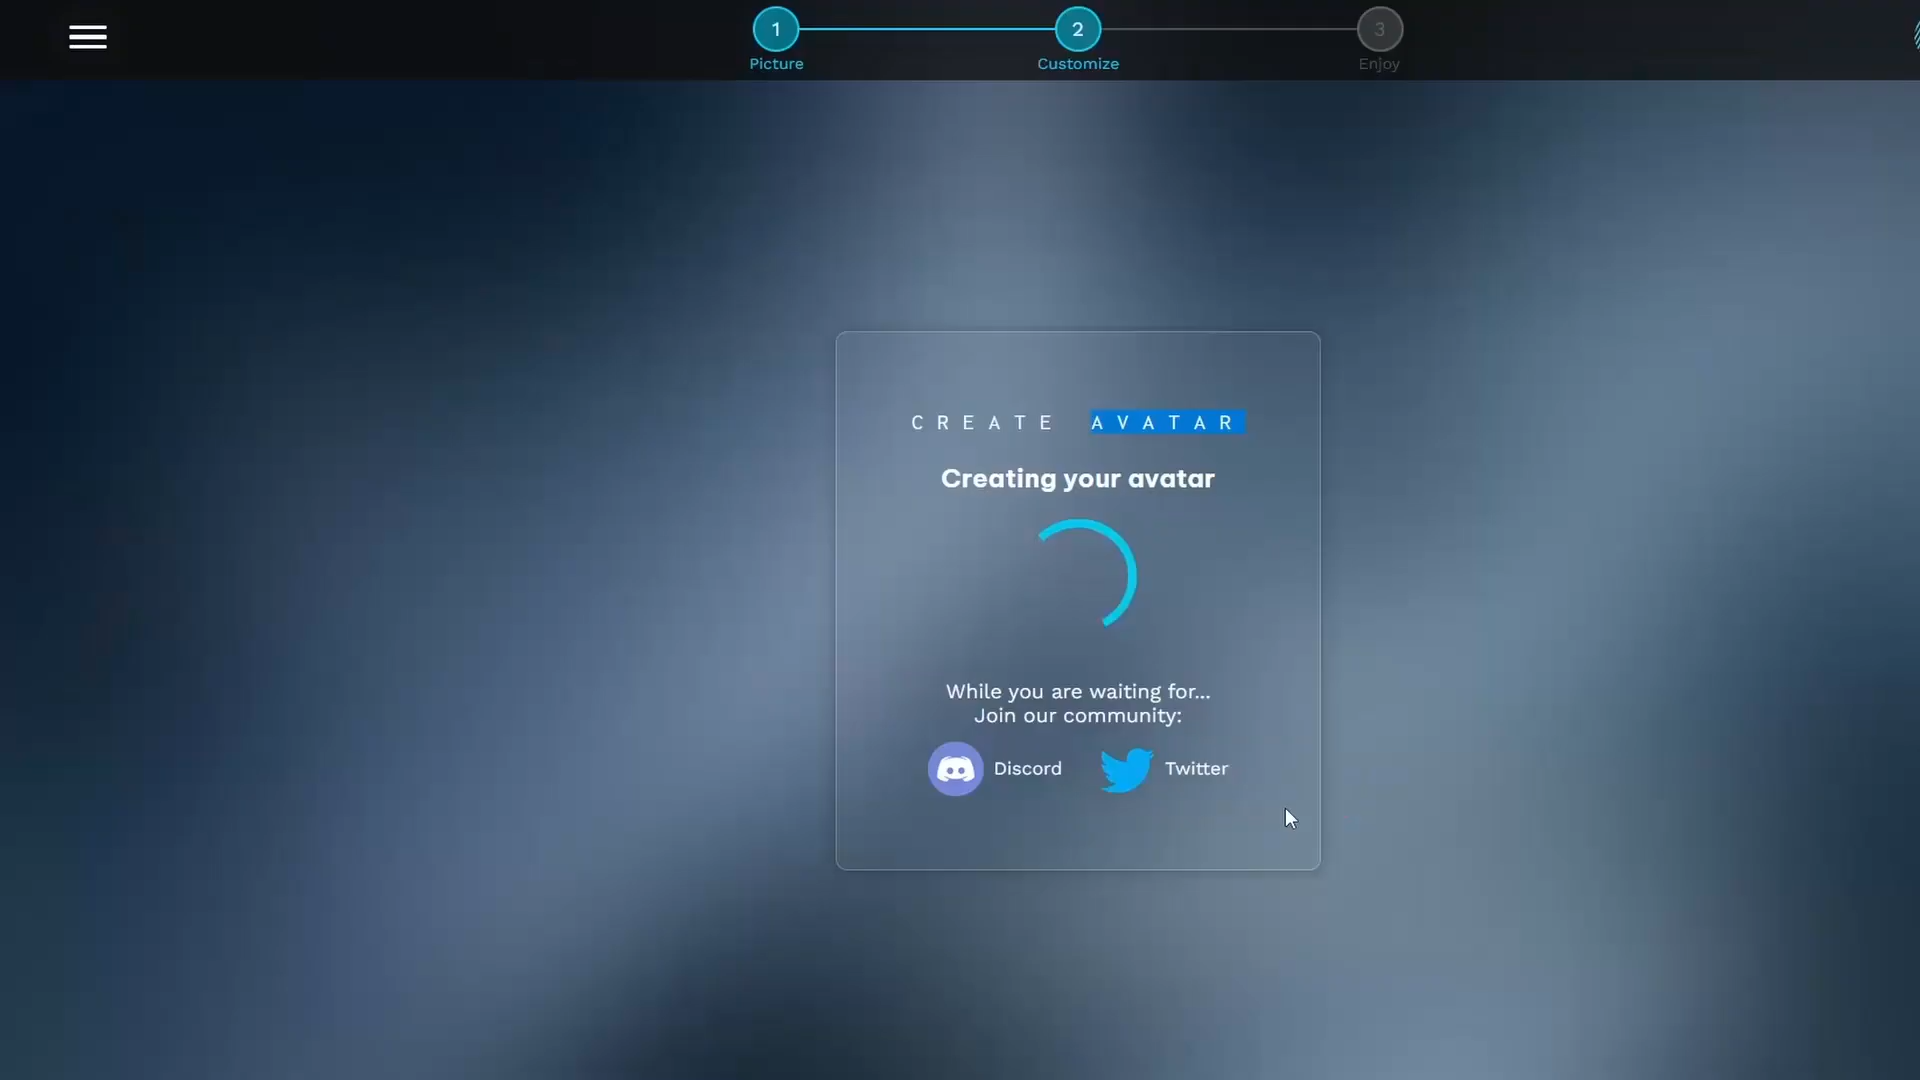 1
2
3
Picture
Customize
Enjoy
CREATE AVATAR
Creating your avatar
While you are waiting for...
Join our community:
Discord
Twitter